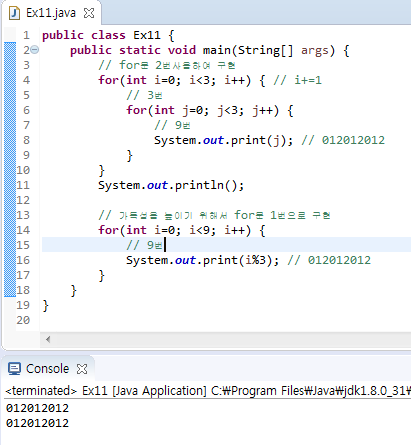 Ex11.java
1 public class Ex11 {
2 public static void main(String[] args) {
3 // for문 2번사용하여 구현
4 for(int i=0; i<3; i++) { // i+=1
5 // 3번
6 for(int j=0; j<3; j++) {
7 // 9번
8 System.out.print(j); // 012012012
9 }
10 }
11 System.out.println();
12
13 // 가독성을 높이기 위해서 for문 1번으로 구현
14 for(int i=0; i<9; i++) {
15 // 9번
16 System.out.print(i%3); // 012012012
17 }
18 }
19 }
20
Console
<terminated> Ex11 [Java Application] C:₩Program Files₩Java₩jdk1.8.0_31₩
012012012
012012012